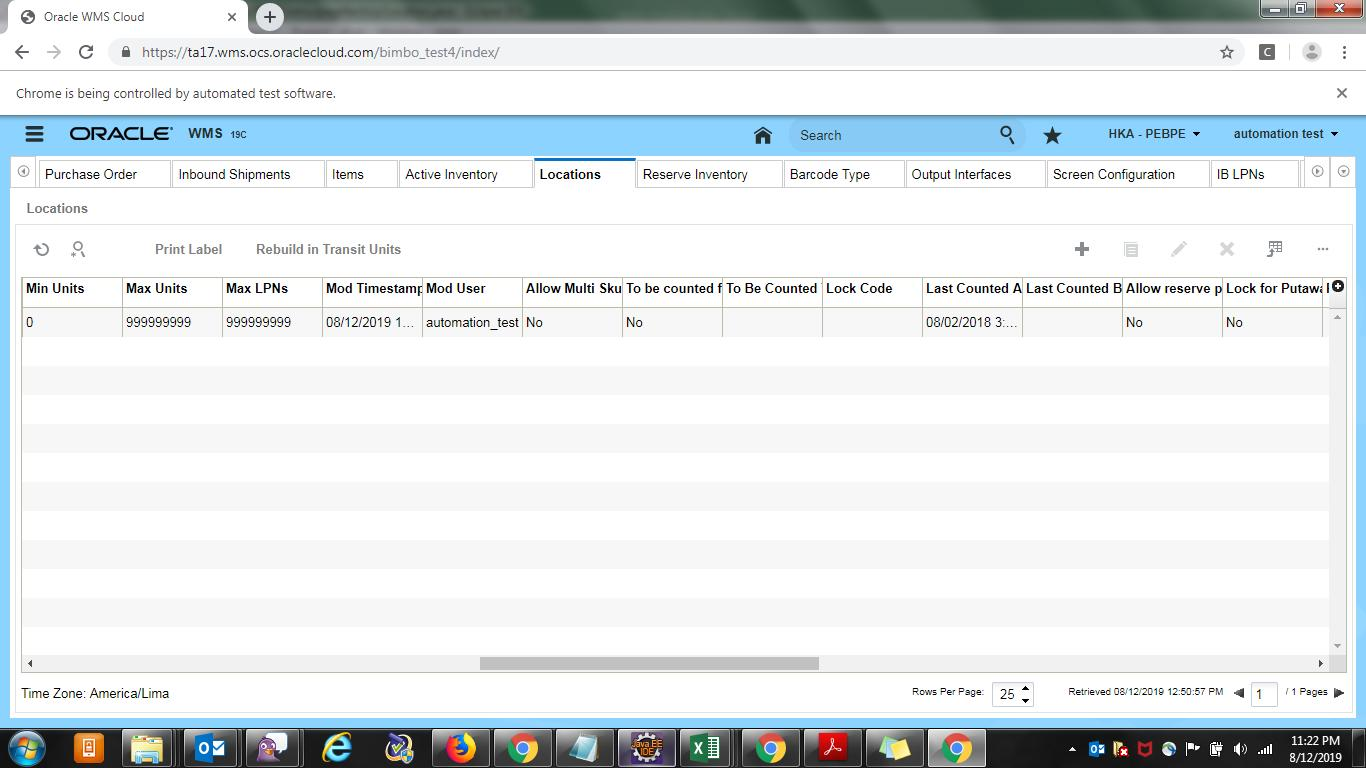 Oracle WMS Cloud
https://ta17.wms.ocs.oraclecloud.com/bimbo_test4/index/
C
Chrome is being controlled by automated test software.
ORACLE WMS 19C Search HKA - PEBPE automation test
Purchase Order Inbound Shipments Items Active Inventory Locations Reserve Inventory Barcode Type Output Interfaces Screen Configuration IB LPNs
Locations
Print Label Rebuild in Transit Units
Min Units Max Units Max LPNs Mod Timestamp Mod User Allow Multi Sku To be counted f To Be Counted Lock Code Last Counted A Last Counted B Allow reserve p Lock for Putawa
0 999999999 999999999 08/12/2019 1... automation_test No No 08/02/2018 3:... No No
Time Zone: America/Lima Rows Per Page: 25 Retrieved 08/12/2019 12:50:57 PM 1 / 1 Pages
Java EE IDE
11:22 PM
8/12/2019